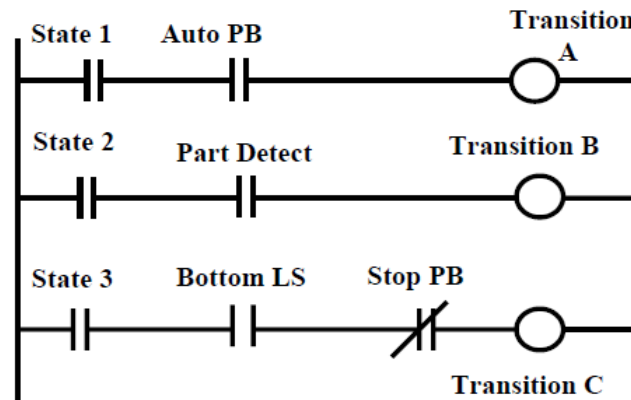 State 1 Auto PB Transition A
State 2 Part Detect Transition B
State 3 Bottom LS Stop PB
Transition C